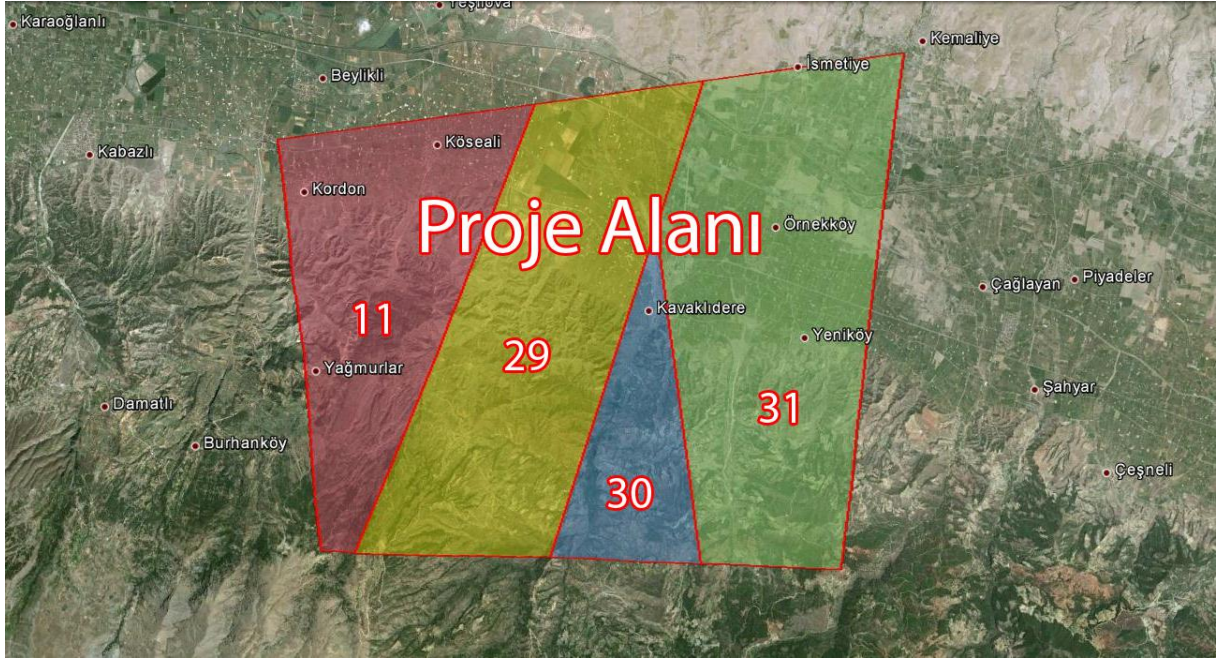 Yeşilova
Karaoğlanlı
Kemaliye
İsmetiye
Beylikli
Köseali
Kabazlı
Kordon
Proje Alanı
Örnekköy
Çağlayan
Piyadeler
Kavaklıdere
11
Yeniköy
29
Yağmurlar
Şahyar
Damatlı
31
Burhanköy
Çeşneli
30